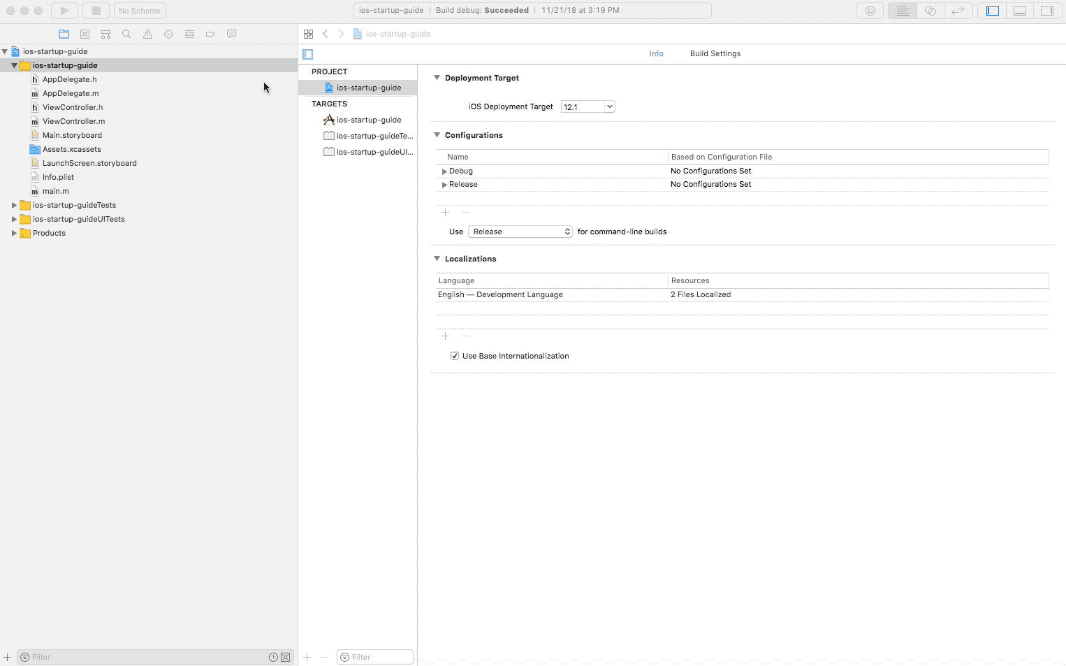 No Scheme
ios-startup-guide | Build debug: Succeeded | 11/21/18 at 3:19 PM
ios-startup-guide
ios-startup-guide
ios-startup-guide
h AppDelegate.h
m AppDelegate.m
h ViewController.h
m ViewController.m
Main.storyboard
Assets.xcassets
LaunchScreen.storyboard
Info.plist
m main.m
ios-startup-guideTests
ios-startup-guideUITests
Products
Filter
PROJECT
ios-startup-guide
TARGETS
ios-startup-guide
ios-startup-guideTe...
ios-startup-guideUI...
Filter
Info Build Settings
Deployment Target
iOS Deployment Target 12.1
Configurations
Name Based on Configuration File
Debug No Configurations Set
Release No Configurations Set
Use Release for command-line builds
Localizations
Language Resources
English — Development Language 2 Files Localized
Use Base Internationalization